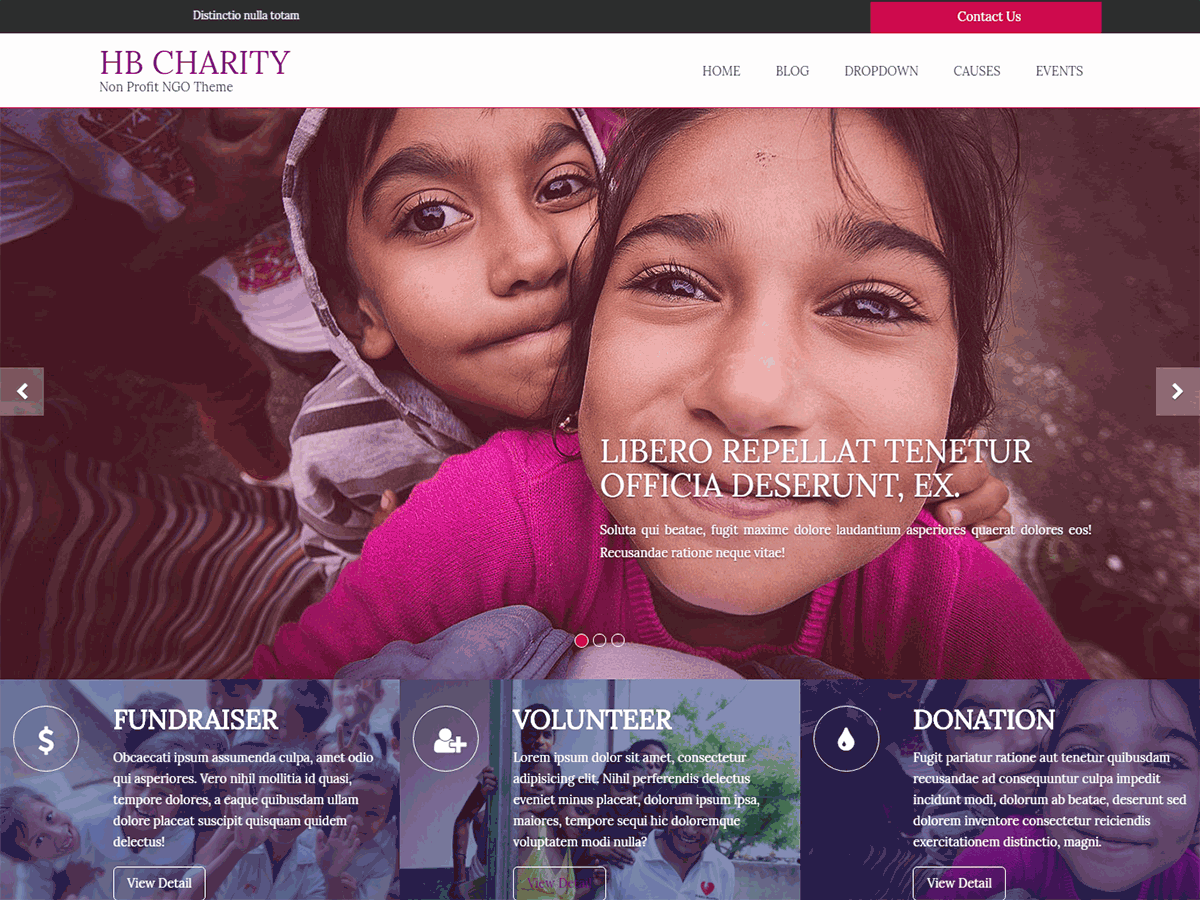 Distinctio nulla totam
Contact Us
HB CHARITY
Non Profit NGO Theme
HOME BLOG DROPDOWN CAUSES EVENTS
LIBERO REPELLAT TENETUR
OFFICIA DESERUNT, EX.
Soluta qui beatae, fugit maxime dolore laudantium asperiores quaerat dolores eos!
Recusandae ratione neque vitae!
FUNDRAISER
Obcaecati ipsum assumenda culpa, amet odio
qui asperiores. Vero nihil mollitia id quasi,
tempore dolores, a eaque quibusdam ullam
dolore placeat suscipit quisquam quidem
delectus!
View Detail
VOLUNTEER
Lorem ipsum dolor sit amet, consectetur
adipisicing elit. Nihil perferendis delectus
eveniet minus placeat, dolorum ipsum ipsa,
maiores, tempore sequi hic doloremque
voluptatem modi nulla?
View Detail
DONATION
Fugit pariatur ratione aut tenetur quibusdam
recusandae ad consequuntur culpa impedit
incidunt modi, dolorum ab beatae, deserunt sed
dolorem inventore consectetur reiciendis
exercitationem distinctio, magni.
View Detail